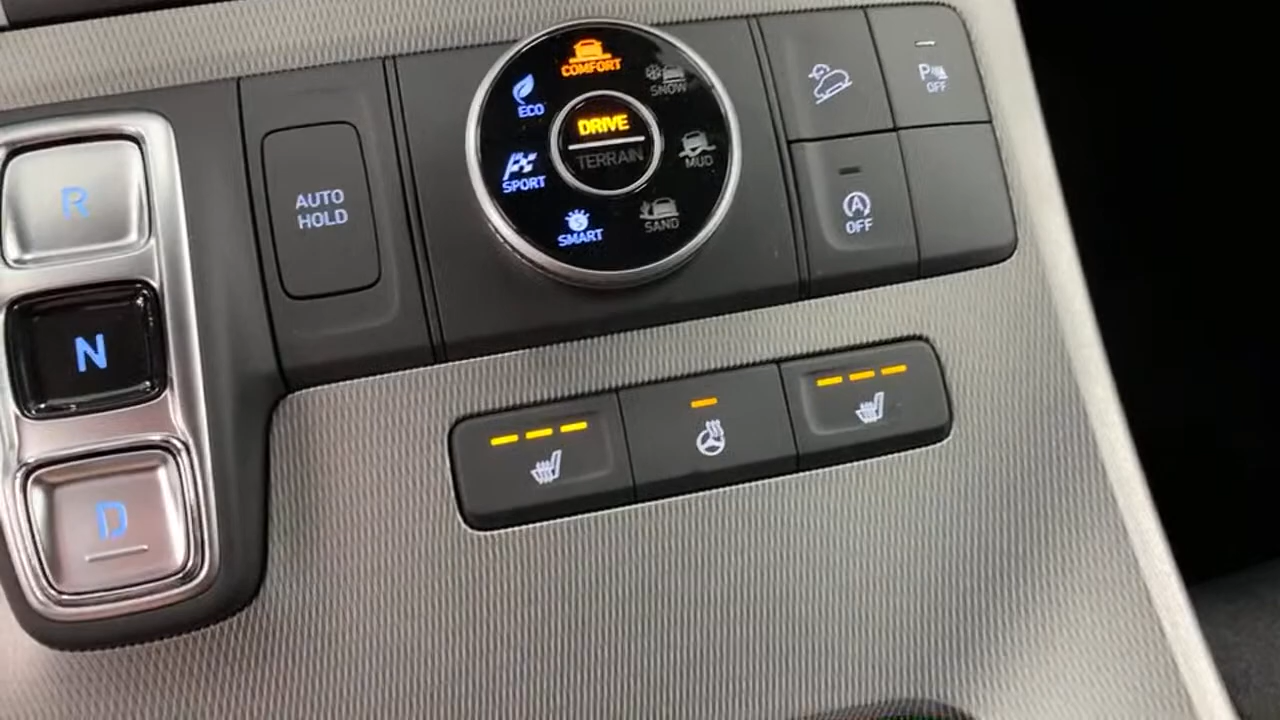 R
N
D
AUTO
HOLD
COMFORT
ECO
SNOW
DRIVE
TERRAIN
SPORT
MUD
SMART
SAND
P
OFF
A
OFF